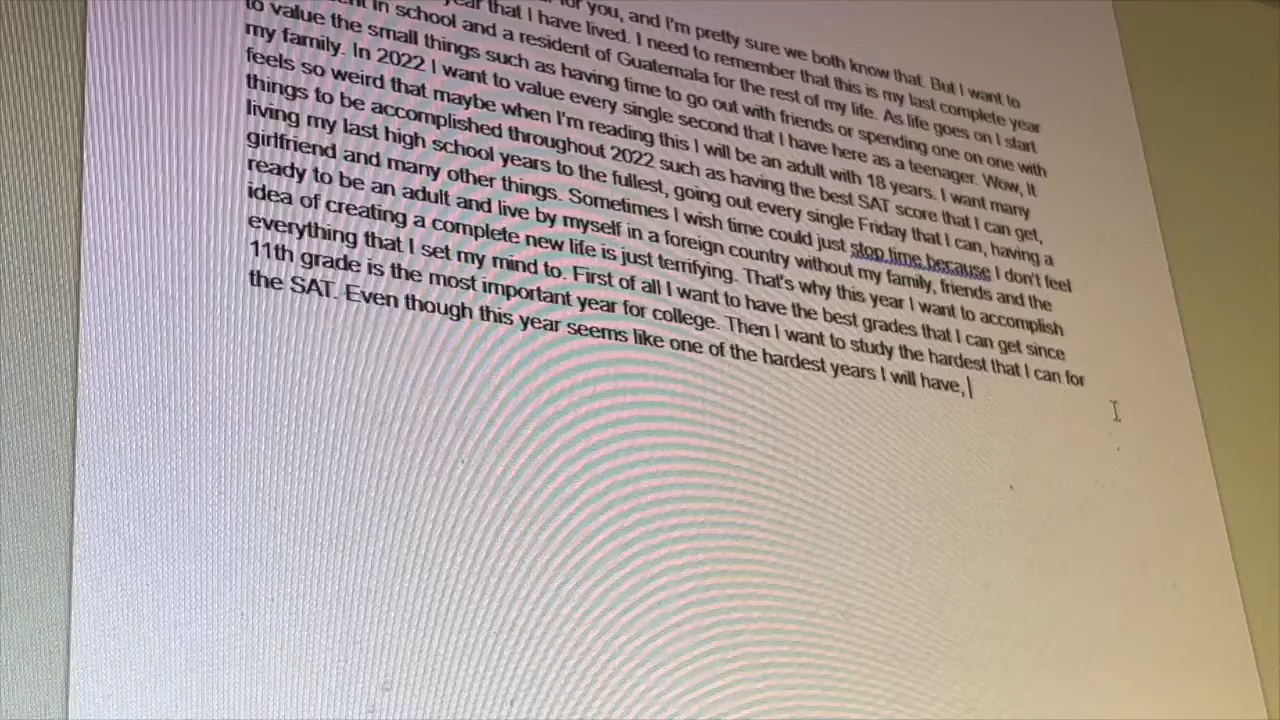 for you, and I'm pretty sure we both know that. But I want to
that I have lived. I need to remember that this is my last complete year
in school and a resident of Guatemala for the rest of my life. As life goes on I start
to value the small things such as having time to go out with friends or spending one on one with
my family. In 2022 I want to value every single second that I have here as a teenager. Wow, It
feels so weird that maybe when I'm reading this I will be an adult with 18 years. I want many
things to be accomplished throughout 2022 such as having the best SAT score that I can get,
living my last high school years to the fullest, going out every single Friday that I can, having a
girlfriend and many other things. Sometimes I wish time could just stop time because I don't feel
ready to be an adult and live by myself in a foreign country without my family, friends and the
idea of creating a complete new life is just terrifying. That's why this year I want to accomplish
everything that I set my mind to. First of all I want to have the best grades that I can get since
11th grade is the most important year for college. Then I want to study the hardest that I can for
the SAT. Even though this year seems like one of the hardest years I will have,